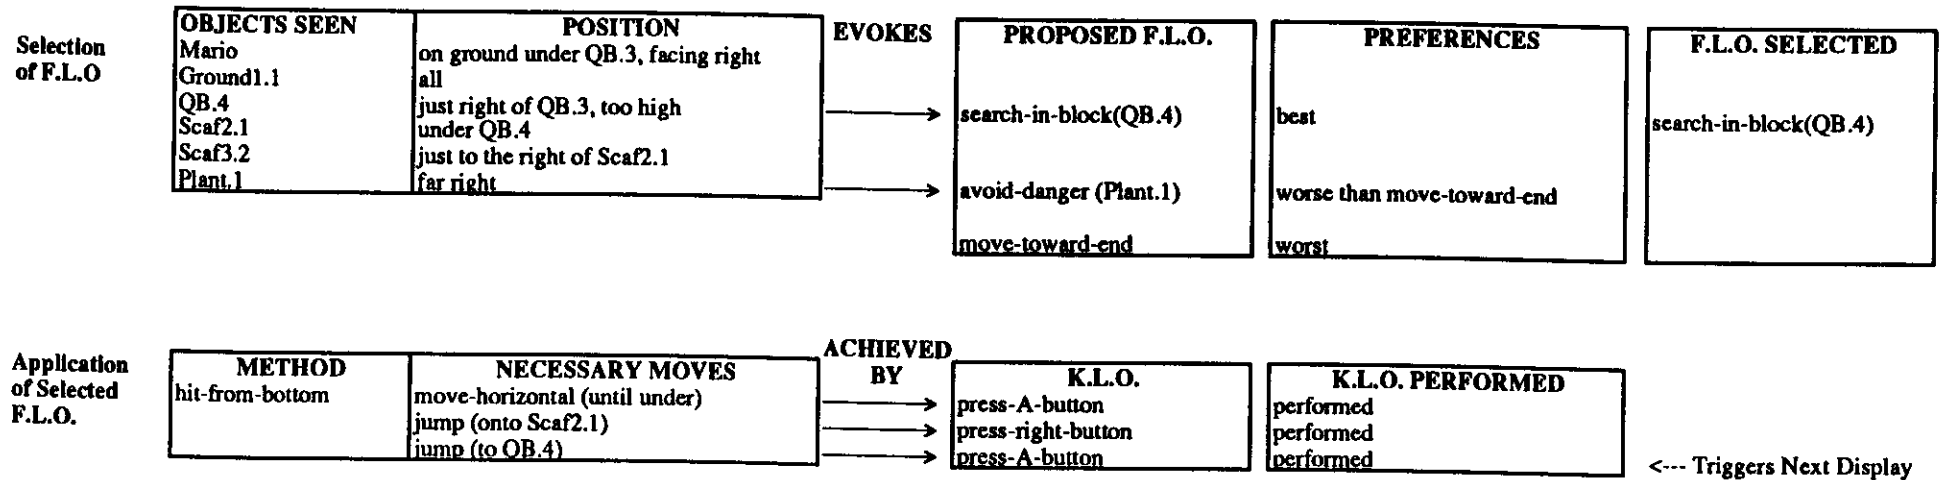 Selection of F.L.O
OBJECTS SEEN POSITION EVOKES PROPOSED F.L.O. PREFERENCES F.L.O. SELECTED
Mario on ground under QB.3, facing right
Ground1.1 all
QB.4 just right of QB.3, too high search-in-block(QB.4) best search-in-block(QB.4)
Scaf2.1 under QB.4
Scaf3.2 just to the right of Scaf2.1
Plant.1 far right avoid-danger (Plant.1) worse than move-toward-end
move-toward-end worst
Application of Selected F.L.O.
METHOD NECESSARY MOVES ACHIEVED BY K.L.O. K.L.O. PERFORMED
hit-from-bottom move-horizontal (until under) press-A-button performed
jump (onto Scaf2.1) press-right-button performed
jump (to QB.4) press-A-button performed
<--- Triggers Next Display